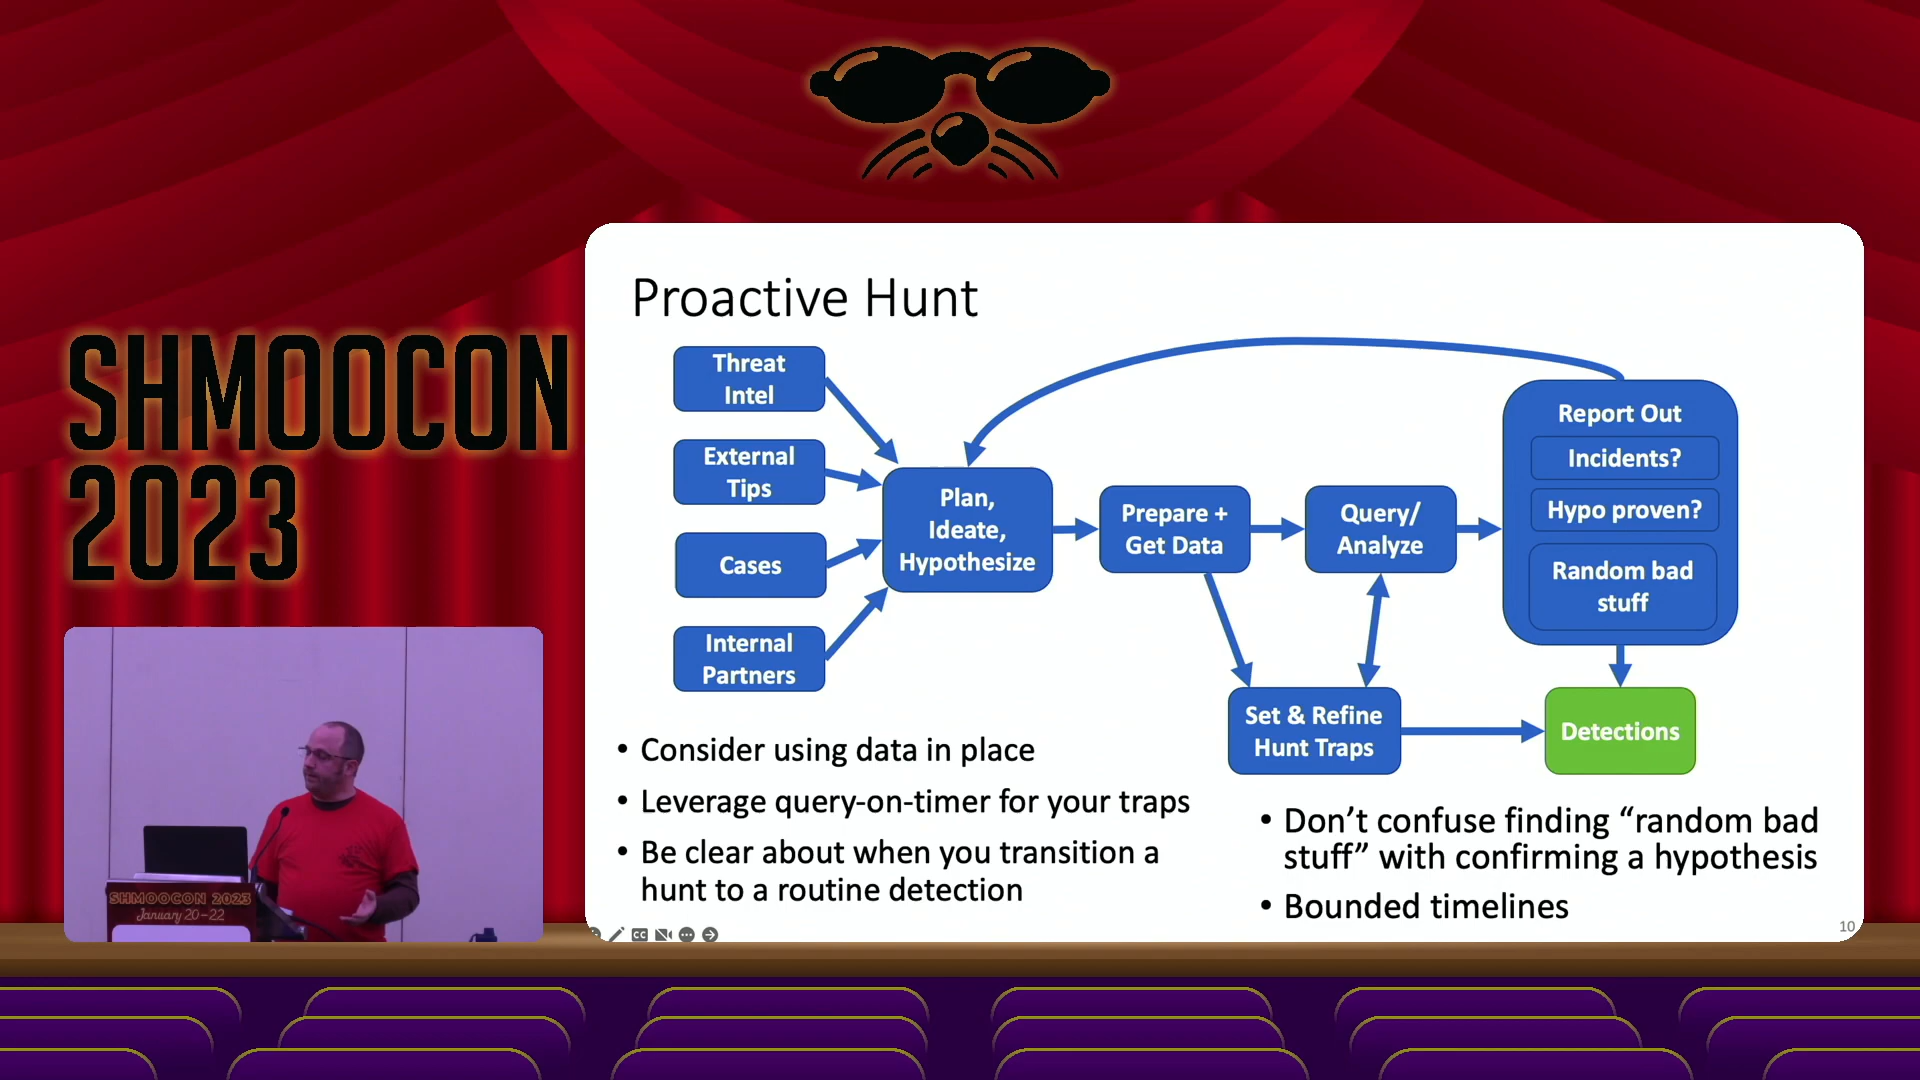 SHMOOCON
2023
Proactive Hunt
Threat
Intel
External
Tips
Cases
Internal
Partners
Plan,
Ideate,
Hypothesize
Prepare +
Get Data
Query/
Analyze
Report Out
Incidents?
Hypo proven?
Random bad
stuff
Set & Refine
Hunt Traps
Detections
• Consider using data in place
• Leverage query-on-timer for your traps
• Be clear about when you transition a
hunt to a routine detection
• Don’t confuse finding “random bad
stuff” with confirming a hypothesis
• Bounded timelines
CC
10
SHMOOCON 2023
January 20-22